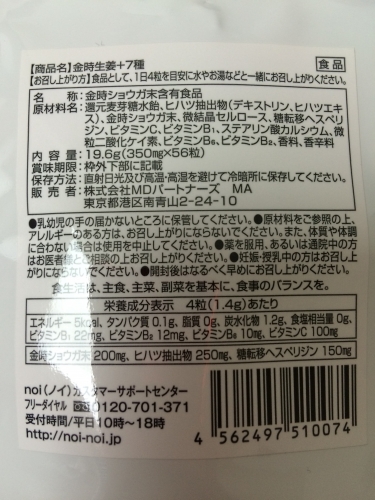 【商品名】金時生姜+7種
食品
【お召し上がり方】食品として、1日4粒を目安に水やお湯などと一緒にお召し上がりください。
名 称:金時ショウガ末含有食品
原材料名:還元麦芽糖水飴、ヒハツ抽出物(デキストリン、ヒハツエキ
ス)、金時ショウガ末、微結晶セルロース、糖転移ヘスペリ
ジン、ビタミンC、ビタミンB₁、ステアリン酸カルシウム、微
粒二酸化ケイ素、ビタミンB₆、ビタミンB₂、香料、香辛料
内 容 量:19.6g(350mg×56粒)
賞味期限:枠外下部に記載
保存方法:直射日光及び高温・高湿を避けて冷暗所に保存してください。
販 売 者:株式会社MDパートナーズ MA
東京都港区南青山2-24-10
●乳幼児の手の届かないところに保管してください。●原材料をご参照の上、
アレルギーのある方は、お召し上がりにならないでください。また、体質や体調
に合わない場合は使用を中止してください。●薬を服用、あるいは通院中の方
はお医者様とご相談の上お召し上がりください。●妊娠・授乳中の方はお召し上
がりにならないでください。●開封後はなるべく早めにお召し上がりください。
食生活は、主食、主菜、副菜を基本に、食事のバランスを。
栄養成分表示 4粒(1.4g)あたり
エネルギー 5kcal、タンパク質 0.1g、脂質 0g、炭水化物 1.2g、食塩相当量 0g、
ビタミンB₁ 22mg、ビタミンB₂ 12mg、ビタミンB₆ 10mg、ビタミンC 100mg
金時ショウガ末 200mg、ヒハツ抽出物 250mg、糖転移ヘスペリジン 150mg
noi(ノイ)カスタマーサポートセンター
フリーダイヤル 0120-701-371
受付時間/平日10時~18時
http://noi-noi.jp
4 562497 510074